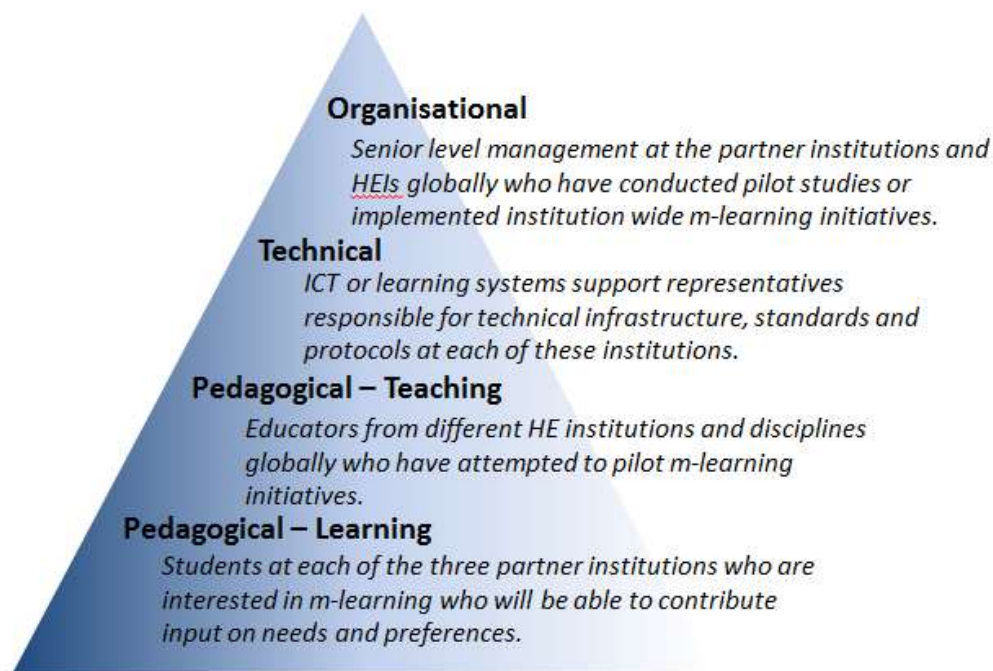 Organisational
Senior level management at the partner institutions and
HEIs globally who have conducted pilot studies or
implemented institution wide m-learning initiatives.
Technical
ICT or learning systems support representatives
responsible for technical infrastructure, standards and
protocols at each of these institutions.
Pedagogical – Teaching
Educators from different HE institutions and disciplines
globally who have attempted to pilot m-learning
initiatives.
Pedagogical – Learning
Students at each of the three partner institutions who are
interested in m-learning who will be able to contribute
input on needs and preferences.